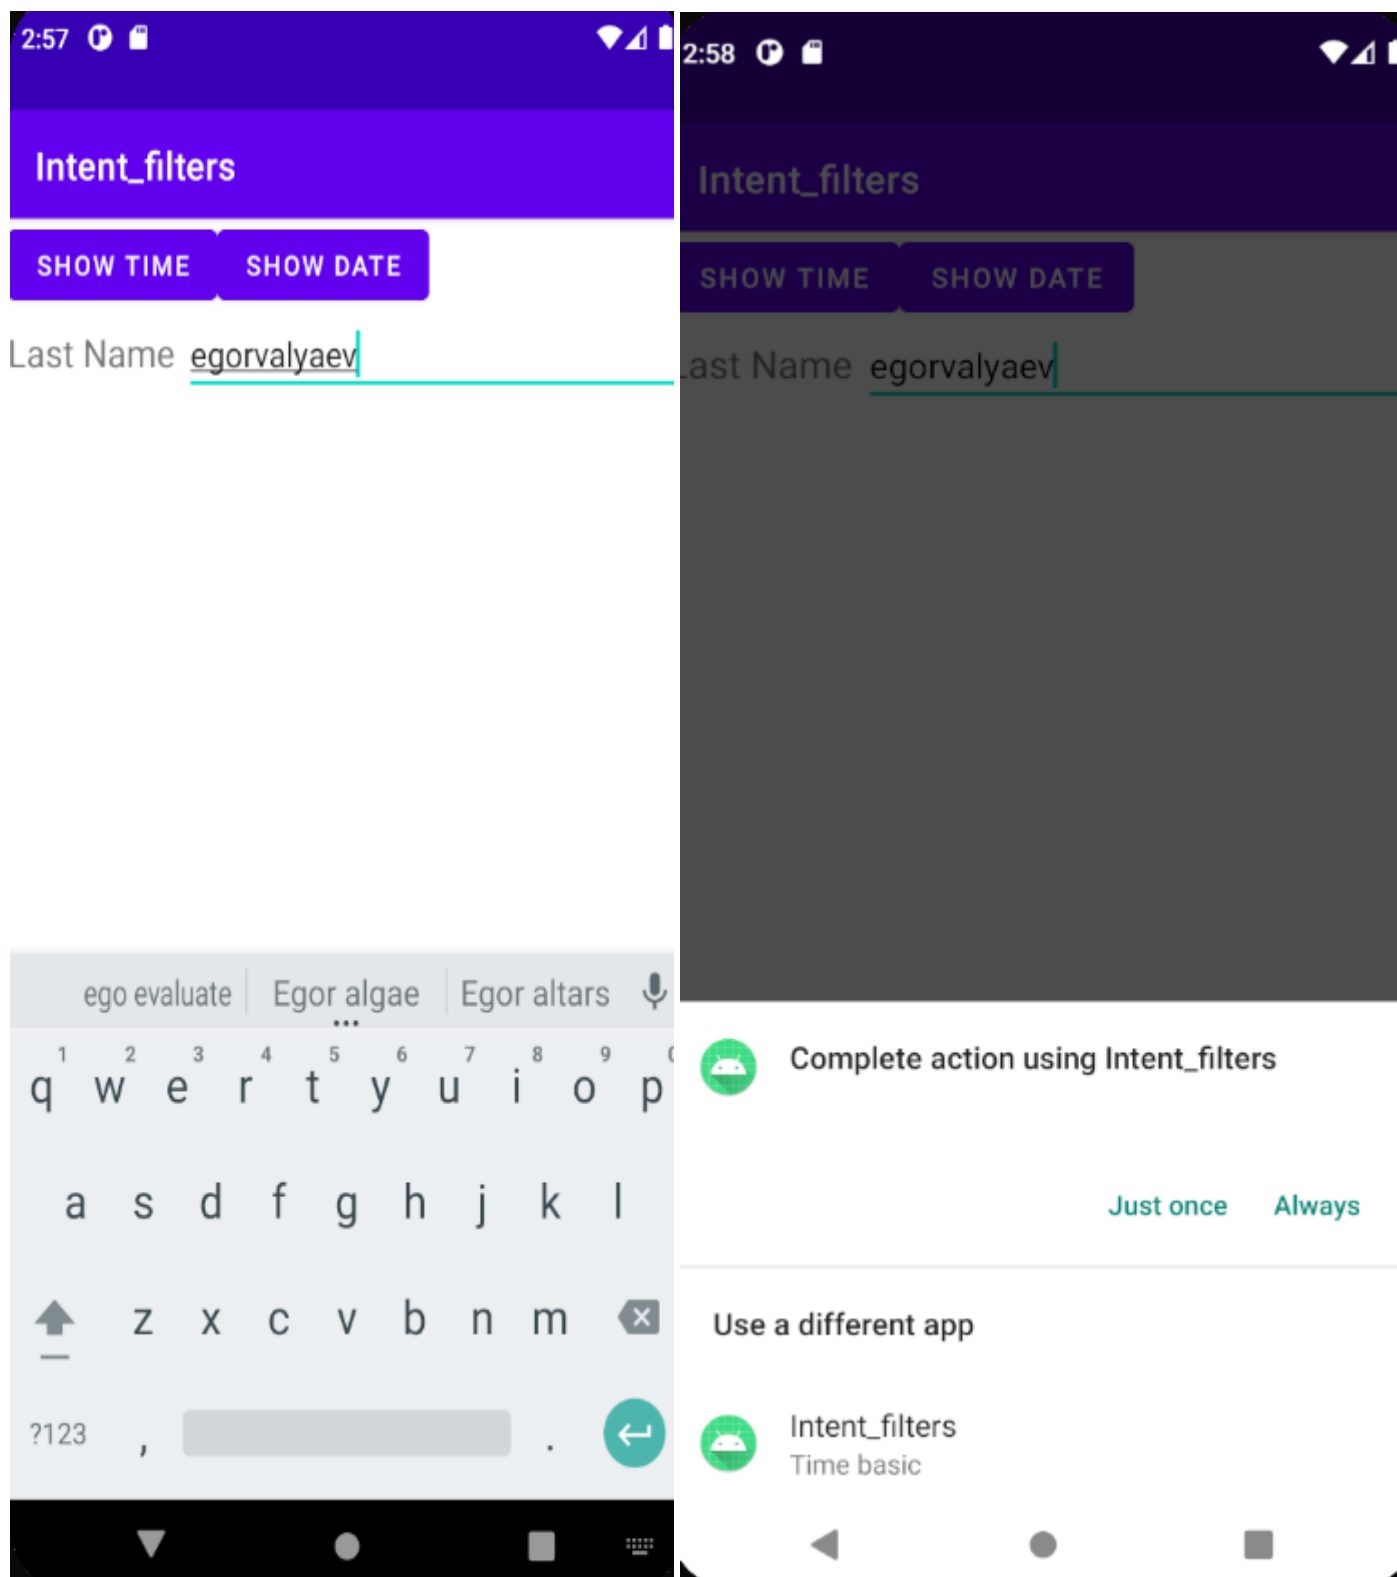 2:57
Intent_filters
SHOW TIME SHOW DATE
Last Name egorvalyaev
ego evaluate Egor algae Egor altars
1 2 3 4 5 6 7 8 9 0
q w e r t y u i o p
a s d f g h j k l
z x c v b n m
?123 , .
2:58
Intent_filters
SHOW TIME SHOW DATE
Last Name egorvalyaev
Complete action using Intent_filters
Just once Always
Use a different app
Intent_filters
Time basic